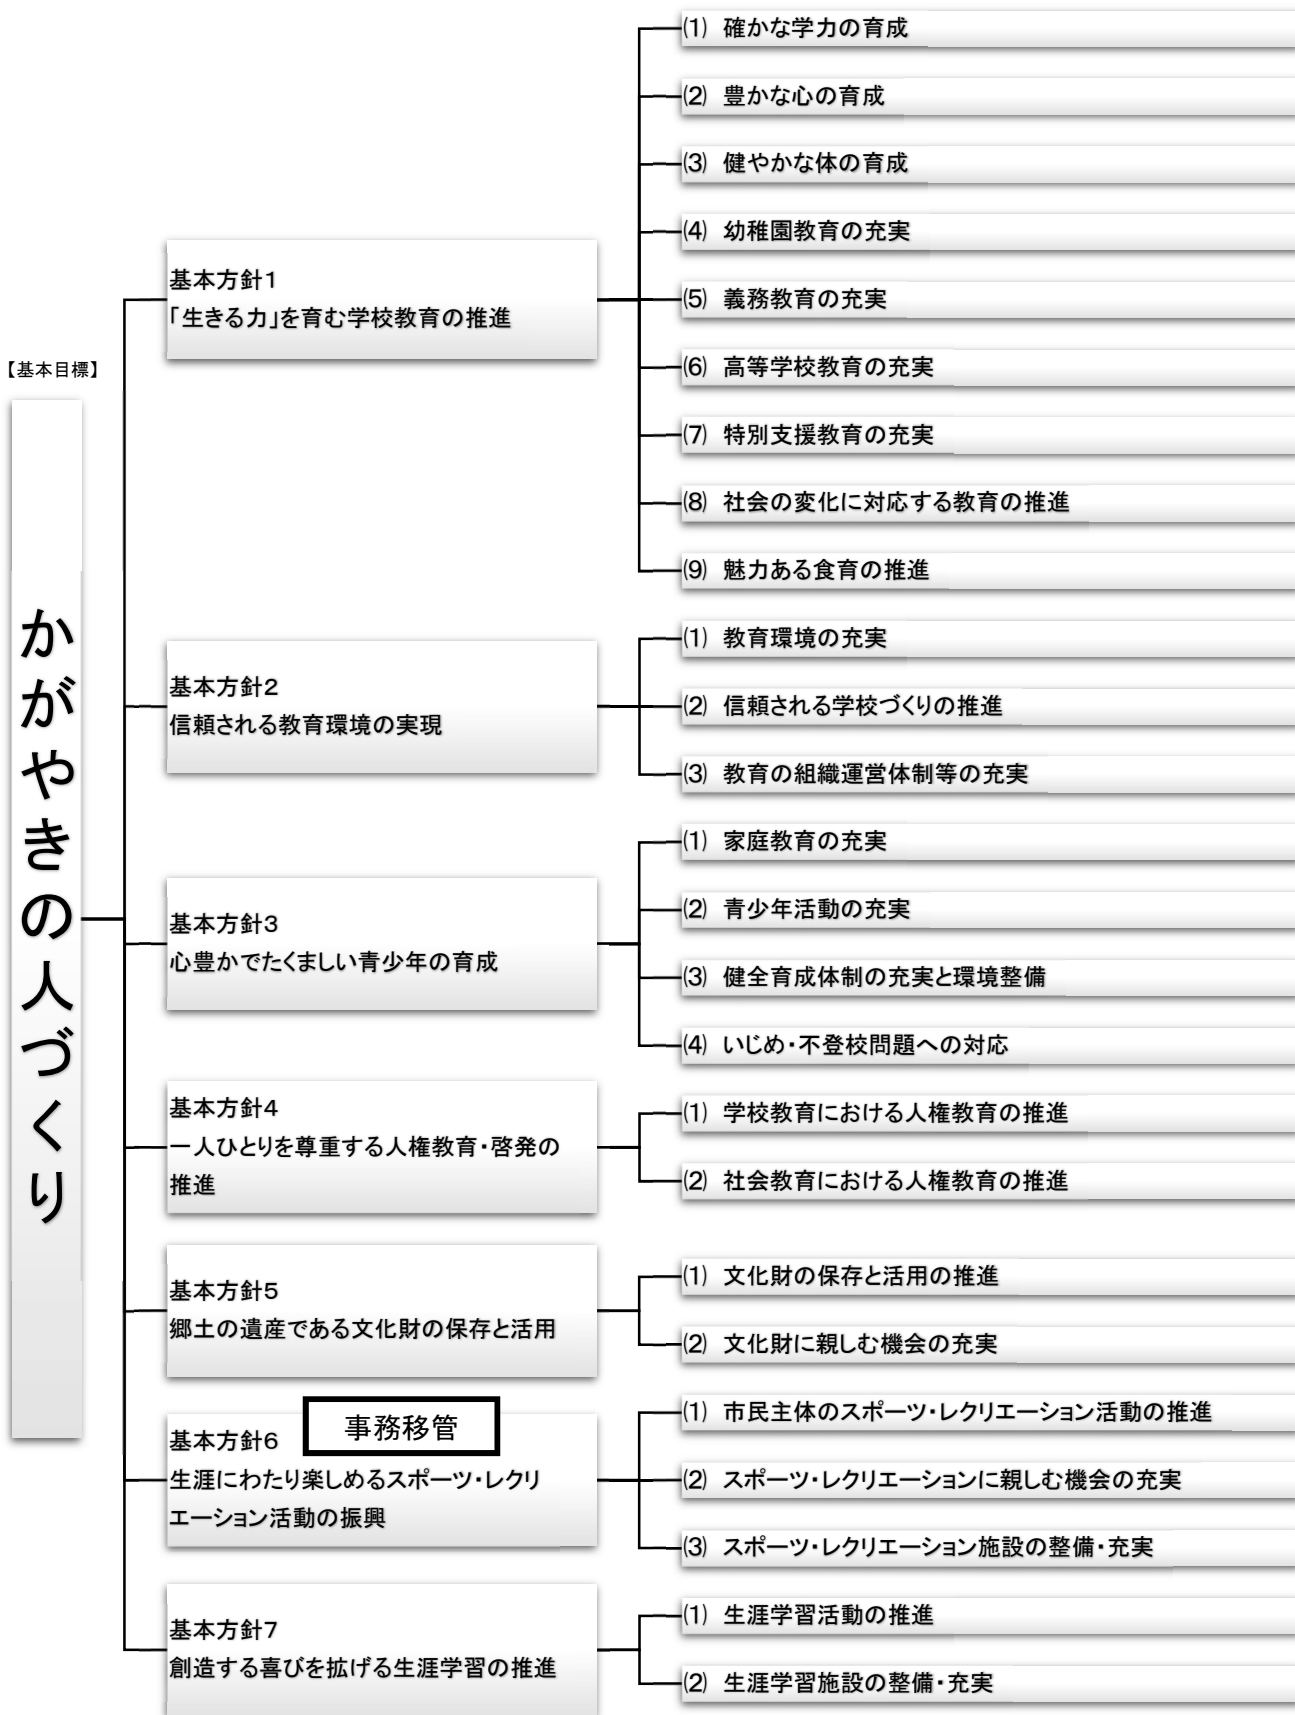 【基本目標】
かがやきの人づくり
基本方針1
「生きる力」を育む学校教育の推進
(1) 確かな学力の育成
(2) 豊かな心の育成
(3) 健やかな体の育成
(4) 幼稚園教育の充実
(5) 義務教育の充実
(6) 高等学校教育の充実
(7) 特別支援教育の充実
(8) 社会の変化に対応する教育の推進
(9) 魅力ある食育の推進
基本方針2
信頼される教育環境の実現
(1) 教育環境の充実
(2) 信頼される学校づくりの推進
(3) 教育の組織運営体制等の充実
基本方針3
心豊かでたくましい青少年の育成
(1) 家庭教育の充実
(2) 青少年活動の充実
(3) 健全育成体制の充実と環境整備
(4) いじめ・不登校問題への対応
基本方針4
一人ひとりを尊重する人権教育・啓発の
推進
(1) 学校教育における人権教育の推進
(2) 社会教育における人権教育の推進
基本方針5
郷土の遺産である文化財の保存と活用
(1) 文化財の保存と活用の推進
(2) 文化財に親しむ機会の充実
事務移管
基本方針6
生涯にわたり楽しめるスポーツ・レクリ
エーション活動の振興
(1) 市民主体のスポーツ・レクリエーション活動の推進
(2) スポーツ・レクリエーションに親しむ機会の充実
(3) スポーツ・レクリエーション施設の整備・充実
基本方針7
創造する喜びを拡げる生涯学習の推進
(1) 生涯学習活動の推進
(2) 生涯学習施設の整備・充実